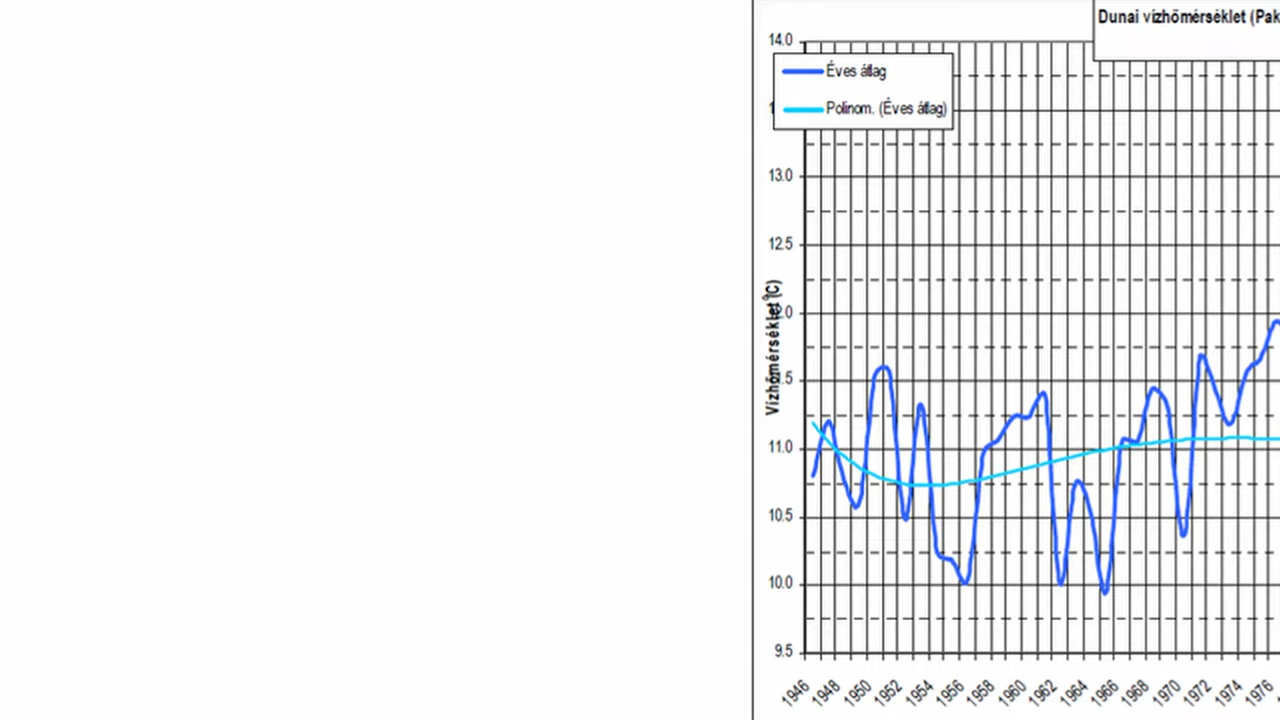 Dunai vízhőmérséklet (Pak
14.0
Éves átlag
Polinom. (Éves átlag)
13.0
12.5
12.0
11.0
10.5
10.0
9.5
Vízhőmérséklet (°C)
1946 1948 1950 1952 1954 1956 1958 1960 1962 1964 1966 1968 1970 1972 1974 1976